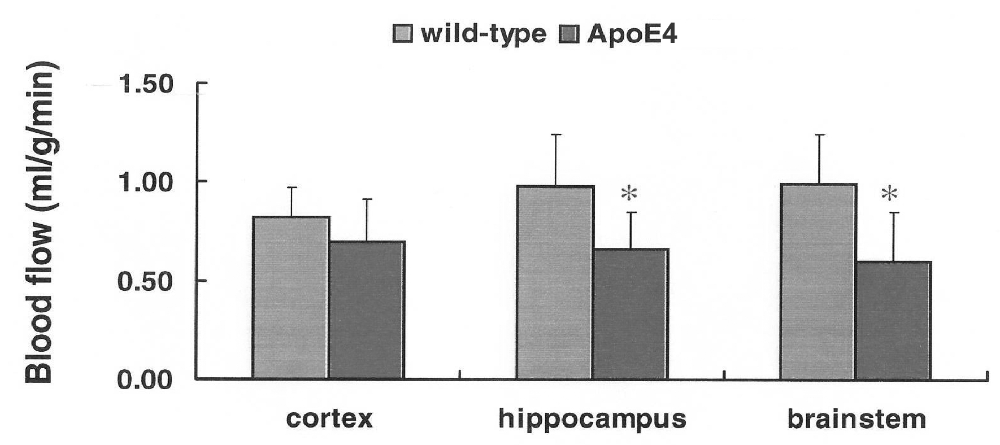 wild-type ApoE4
Blood flow (ml/g/min)
1.50
1.00
0.50
0.00
*
*
cortex hippocampus brainstem